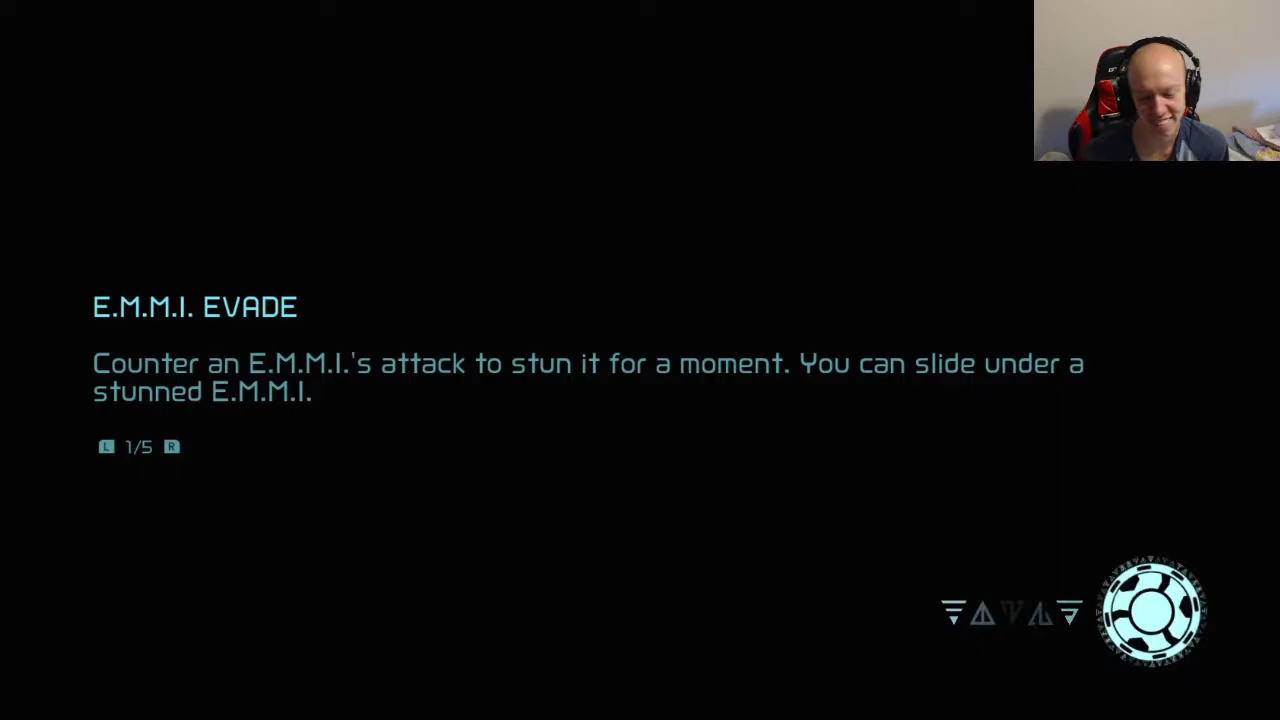 E.M.M.I. EVADE
Counter an E.M.M.I.'s attack to stun it for a moment. You can slide under a
stunned E.M.M.I.
L 1/5 R